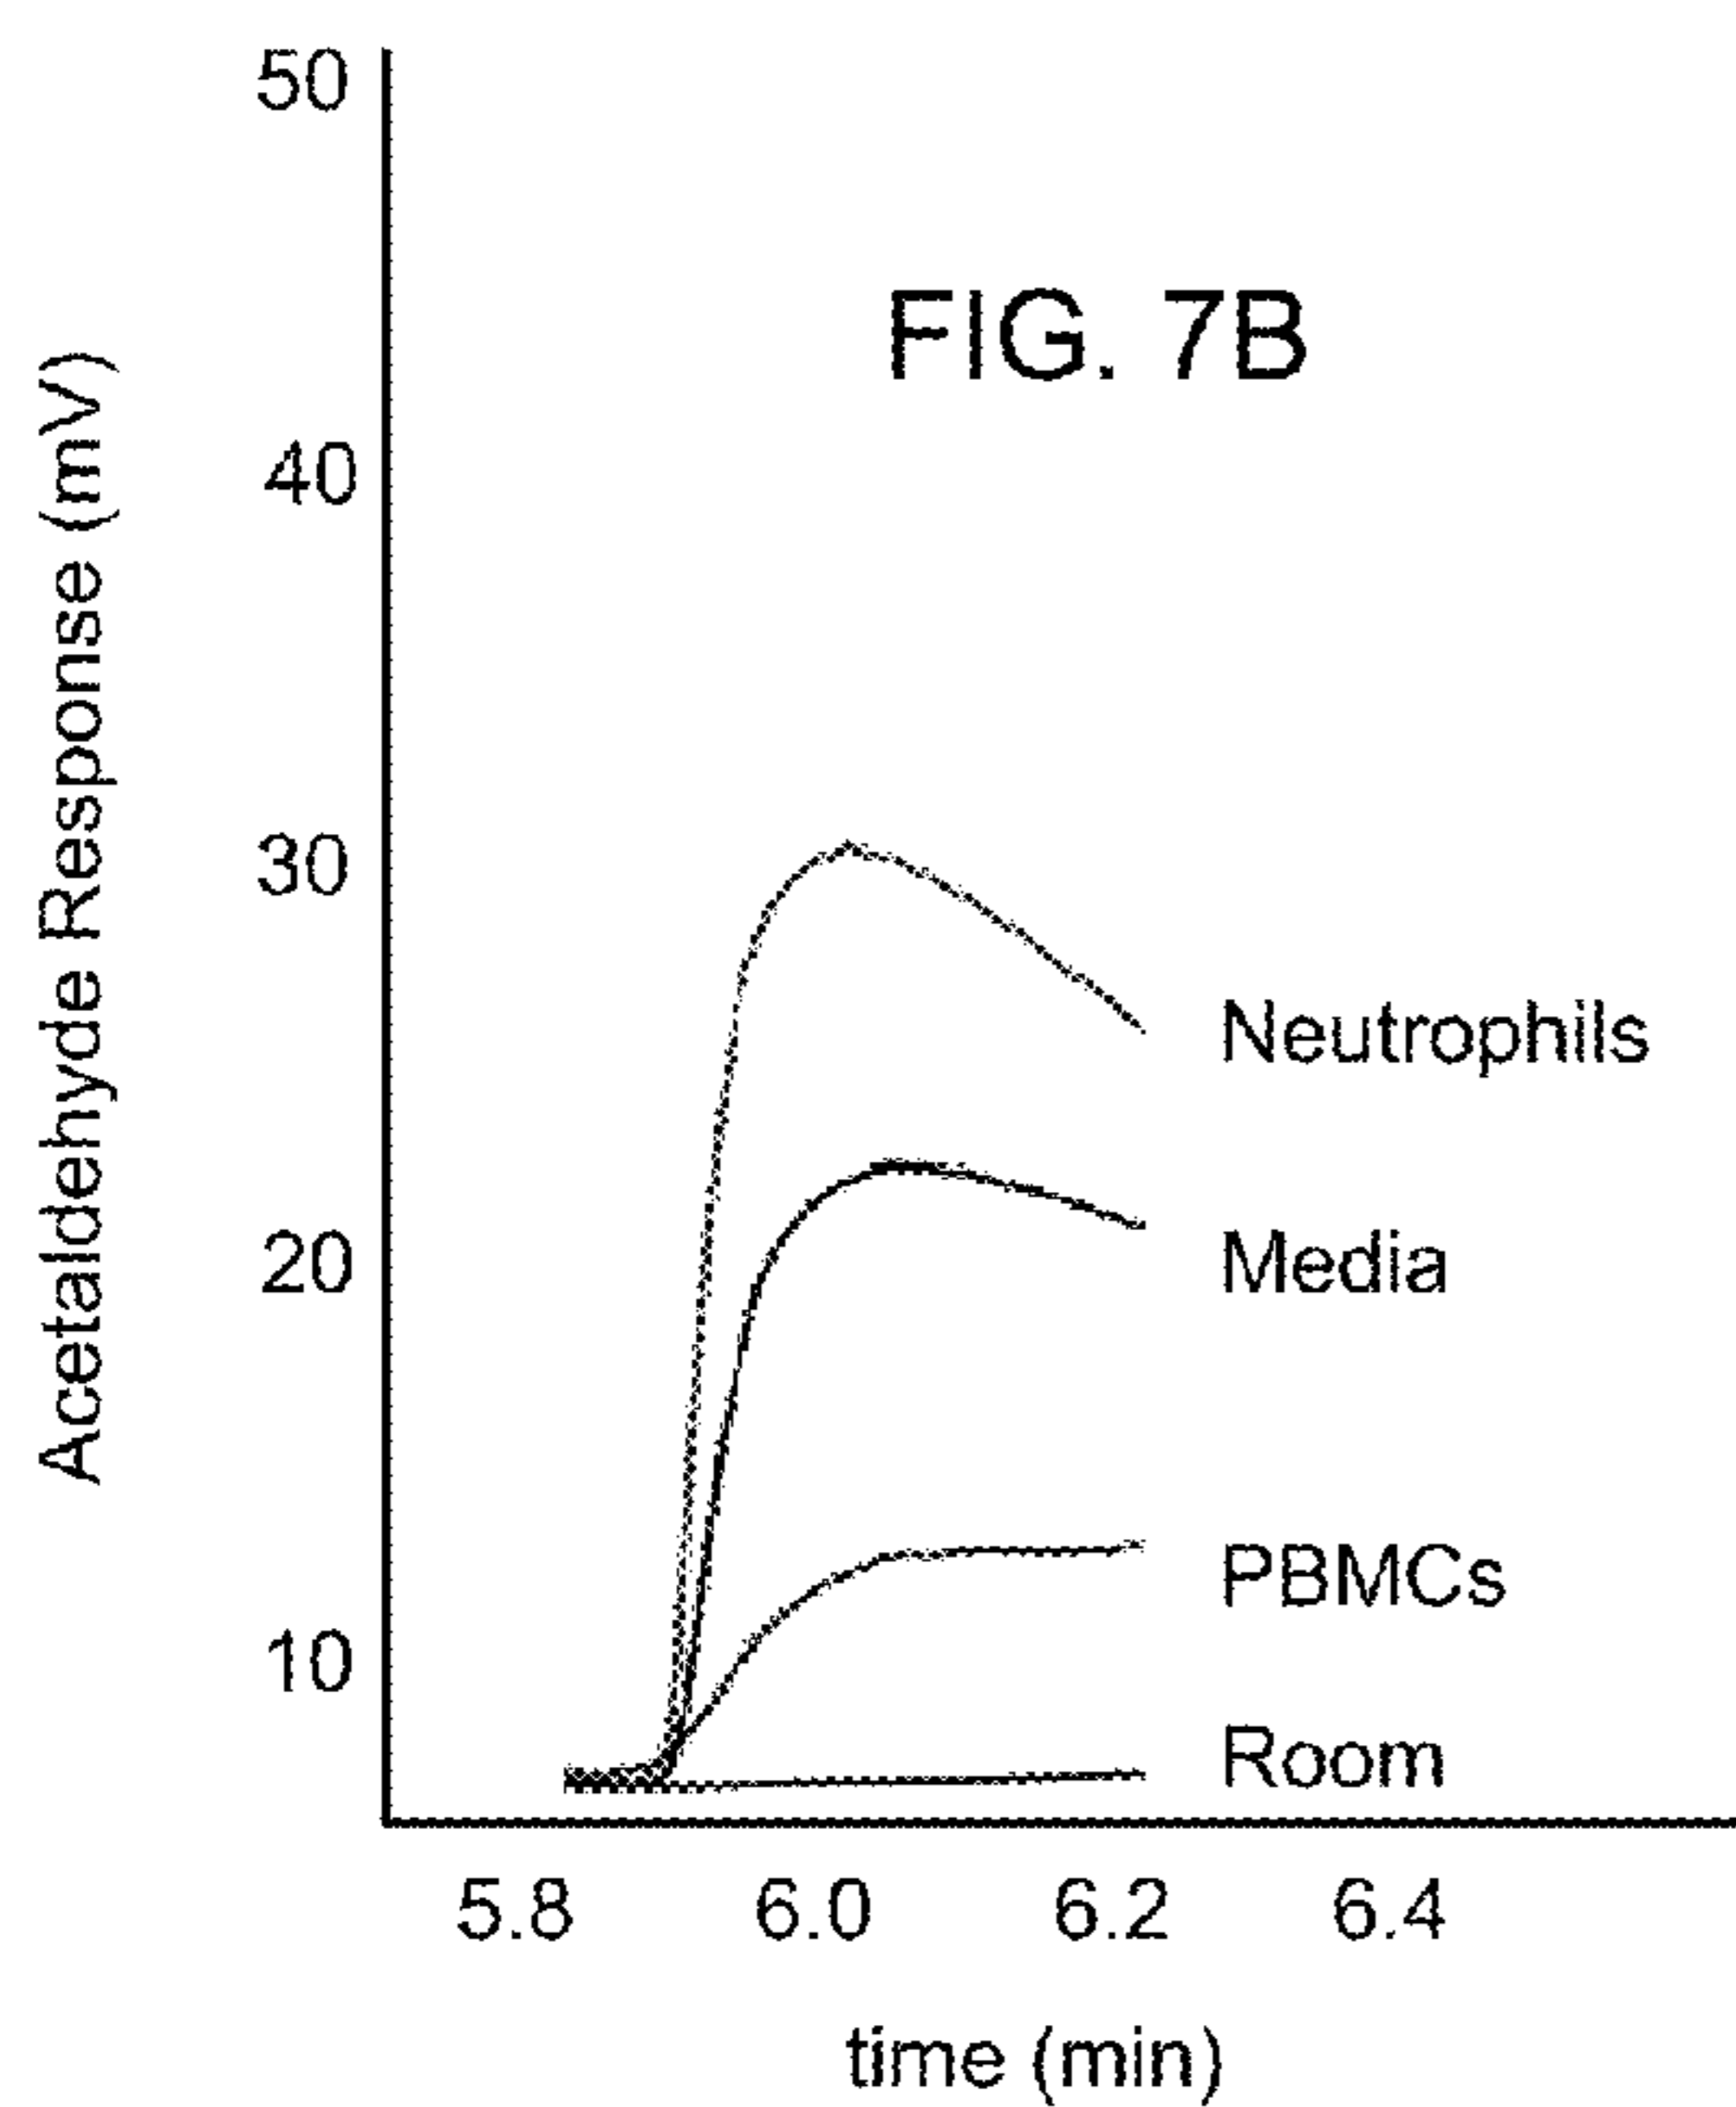 50
FIG. 7B
40
30
20
10
Acetaldehyde Response (mV)
Neutrophils
Media
PBMCs
Room
5.8 6.0 6.2 6.4
time (min)